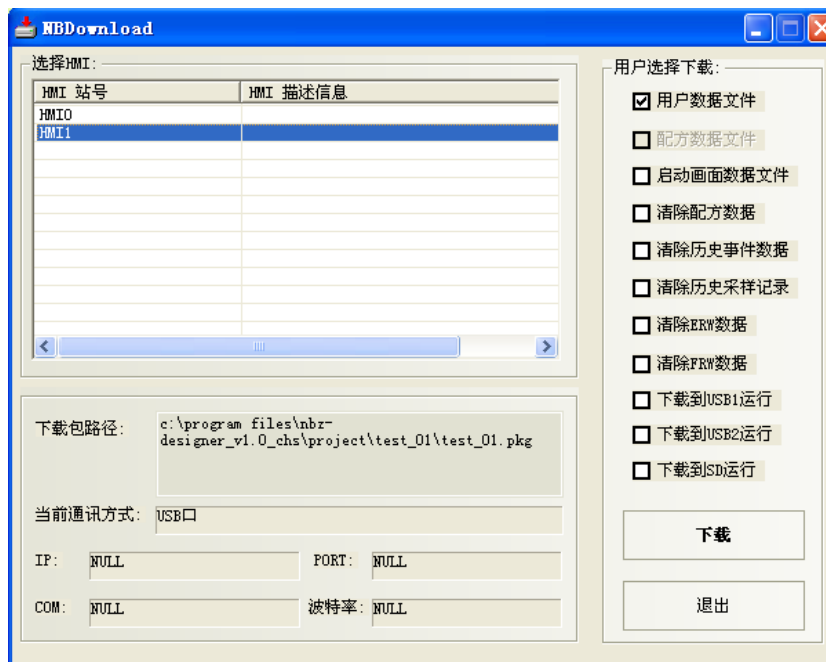 NBDownload
选择HMI:
HMI 站号 HMI 描述信息
HMI0
HMI1
下载包路径: c:\program files\nbz-
designer_v1.0_chs\project\test_01\test_01.pkg
当前通讯方式: USB口
IP: NULL PORT: NULL
COM: NULL 波特率: NULL
用户选择下载:
用户数据文件
配方数据文件
启动画面数据文件
清除配方数据
清除历史事件数据
清除历史采样记录
清除ERW数据
清除FRW数据
下载到USB1运行
下载到USB2运行
下载到SD运行
下载
退出